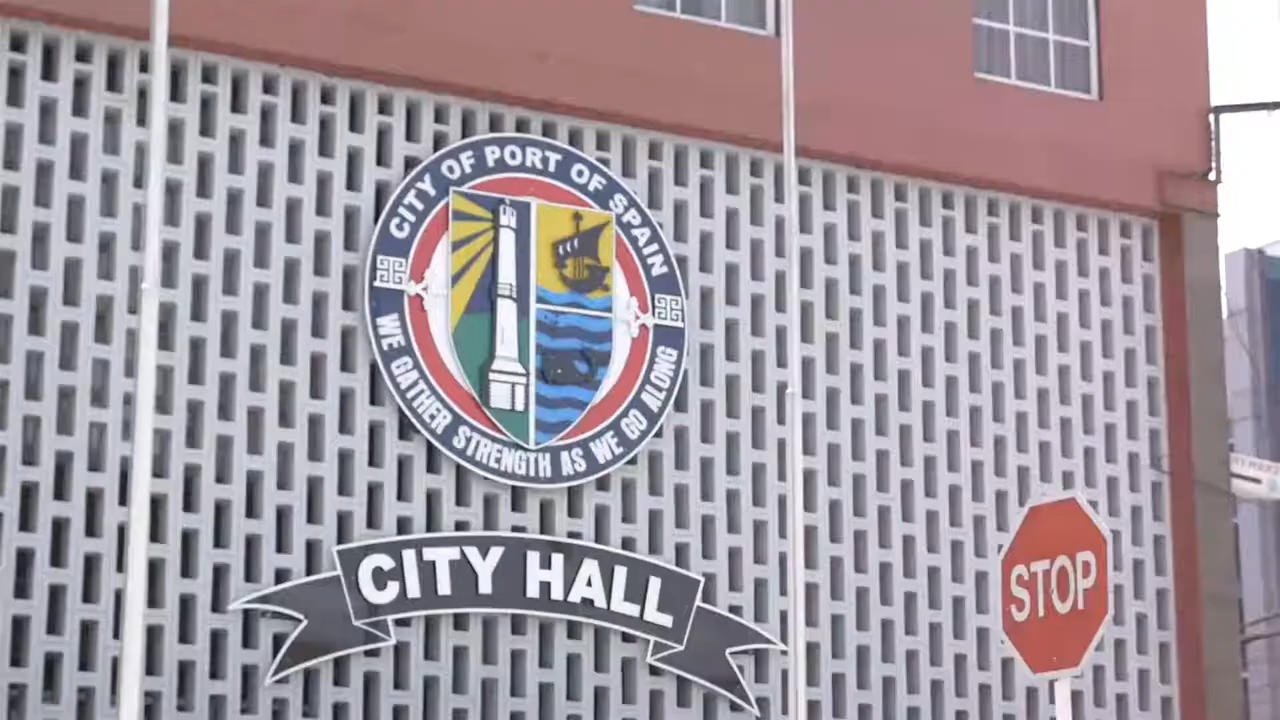 CITY OF PORT OF SPAIN
WE GATHER STRENGTH AS WE GO ALONG
CITY HALL
STOP